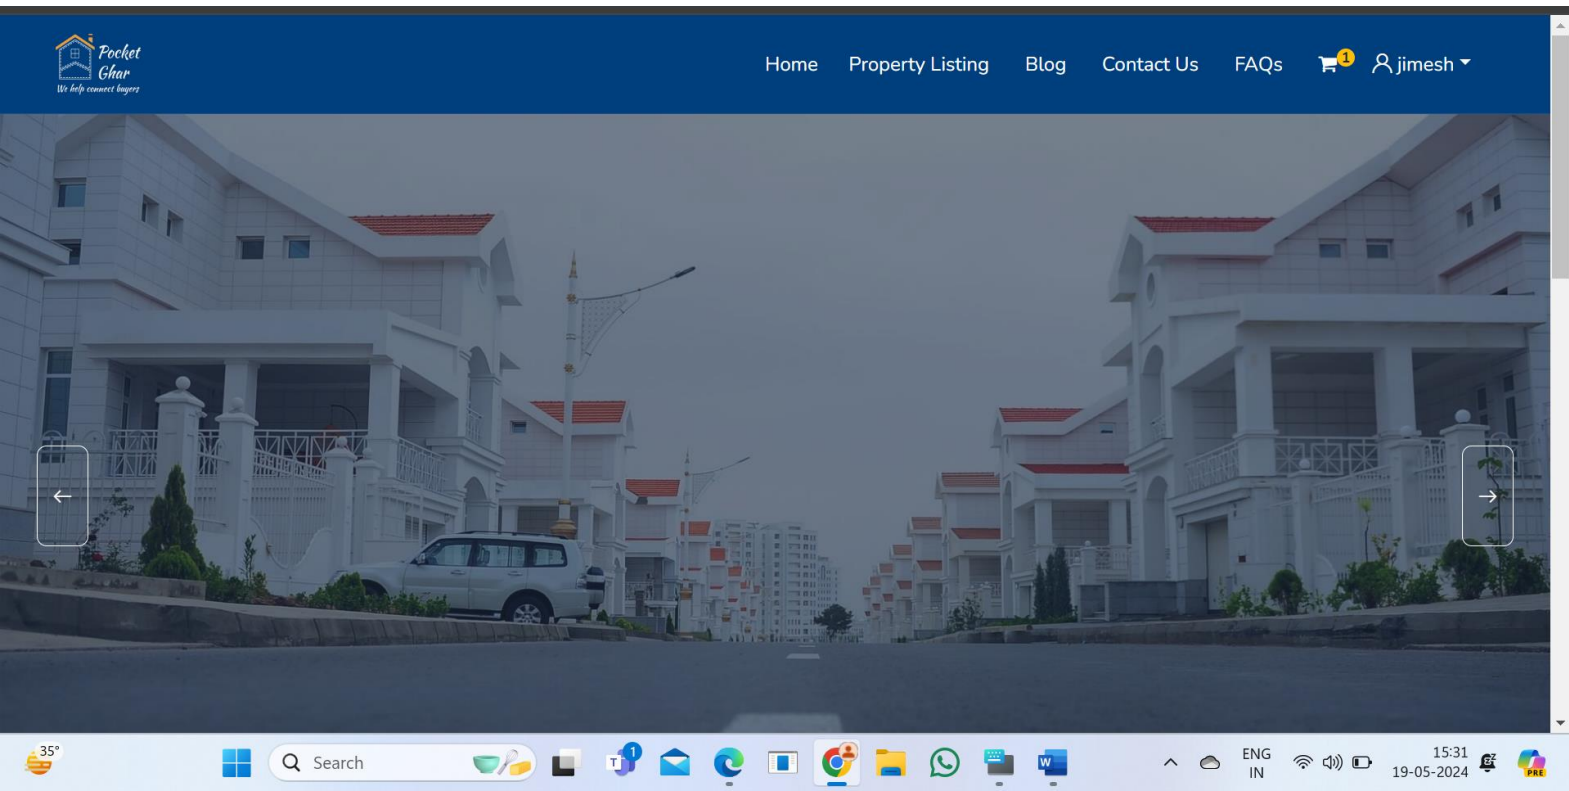 Pocket
Ghar
We help connect buyers
Home Property Listing Blog Contact Us FAQs 1 jimesh
35°
Search
1
ENG
IN
15:31
19-05-2024
PRE